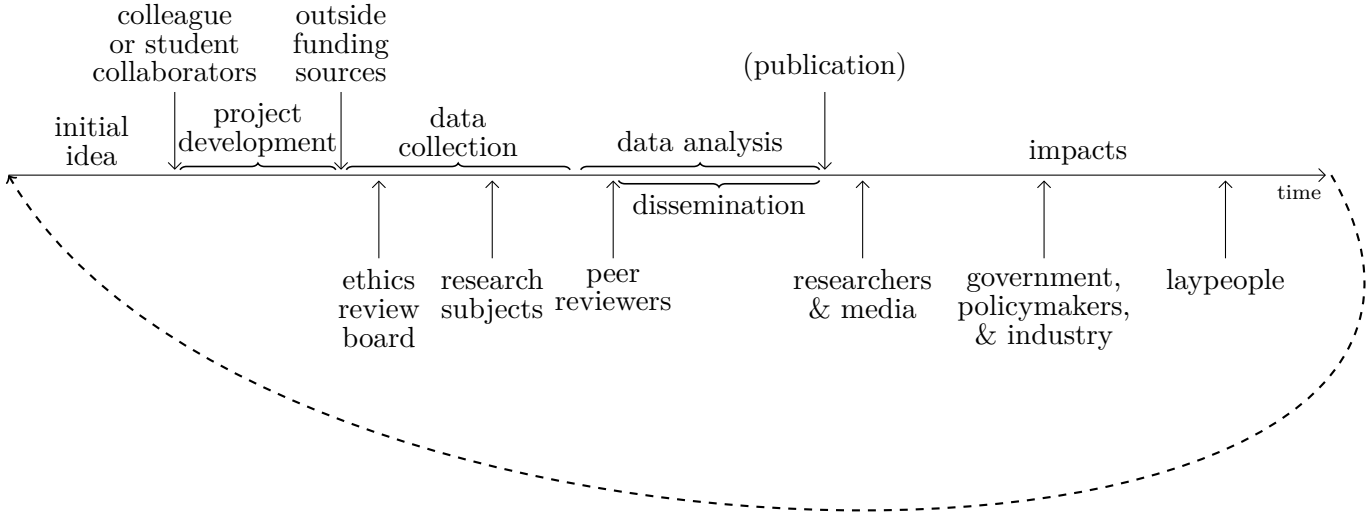 colleague
or student
collaborators
outside
funding
sources
(publication)
initial
idea
project
development
data
collection
data analysis
impacts
time
dissemination
ethics
review
board
research
subjects
peer
reviewers
researchers
& media
government,
policymakers,
& industry
laypeople